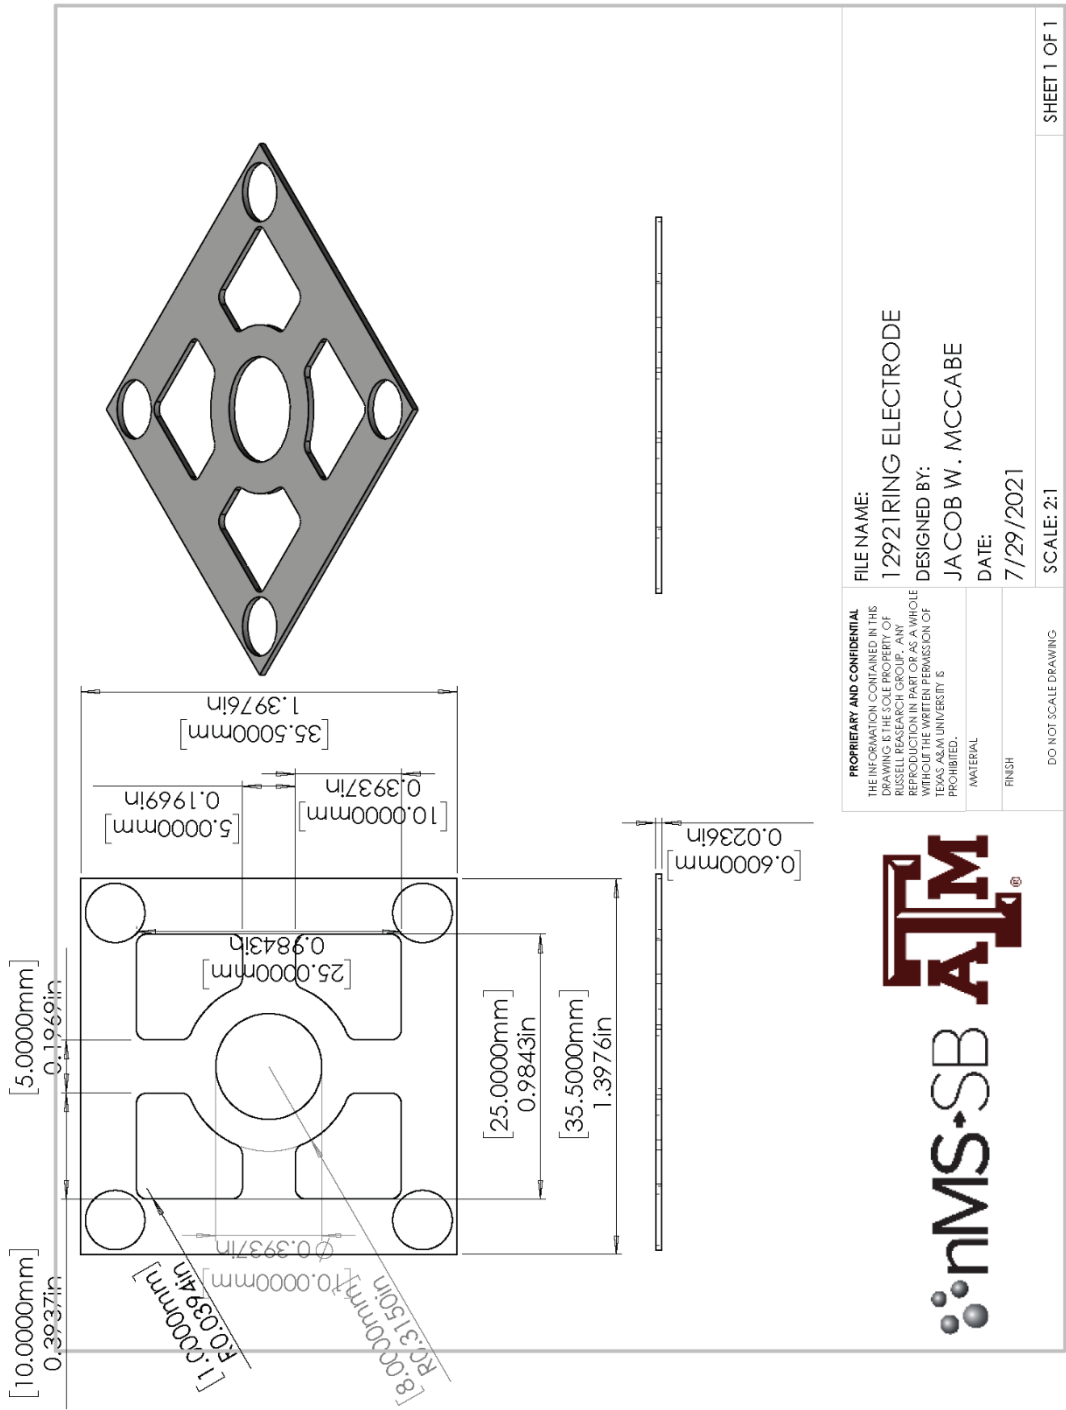 [10.0000mm]
0.3937in
[5.0000mm]
0.1969in
[1.0000mm]
R0.0394in
[8.0000mm]
R0.3150in
[10.0000mm]
Ø0.3937in
[25.0000mm]
0.9843in
[5.0000mm]
0.1969in
[10.0000mm]
0.3937in
[35.5000mm]
1.3976in
[25.0000mm]
0.9843in
[35.5000mm]
1.3976in
[0.6000mm]
0.0236in
nMS SB
A T M
®
PROPRIETARY AND CONFIDENTIAL
THE INFORMATION CONTAINED IN THIS
DRAWING IS THE SOLE PROPERTY OF
RUSSELL REASEARCH GROUP. ANY
REPRODUCTION IN PART OR AS A WHOLE
WITHOUT THE WRITTEN PERMISSION OF
TEXAS A&M UNIVERSITY IS
PROHIBITED.
MATERIAL
FINISH
DO NOT SCALE DRAWING
FILE NAME:
12921RING ELECTRODE
DESIGNED BY:
JACOB W. MCCABE
DATE:
7/29/2021
SCALE: 2:1
SHEET 1 OF 1